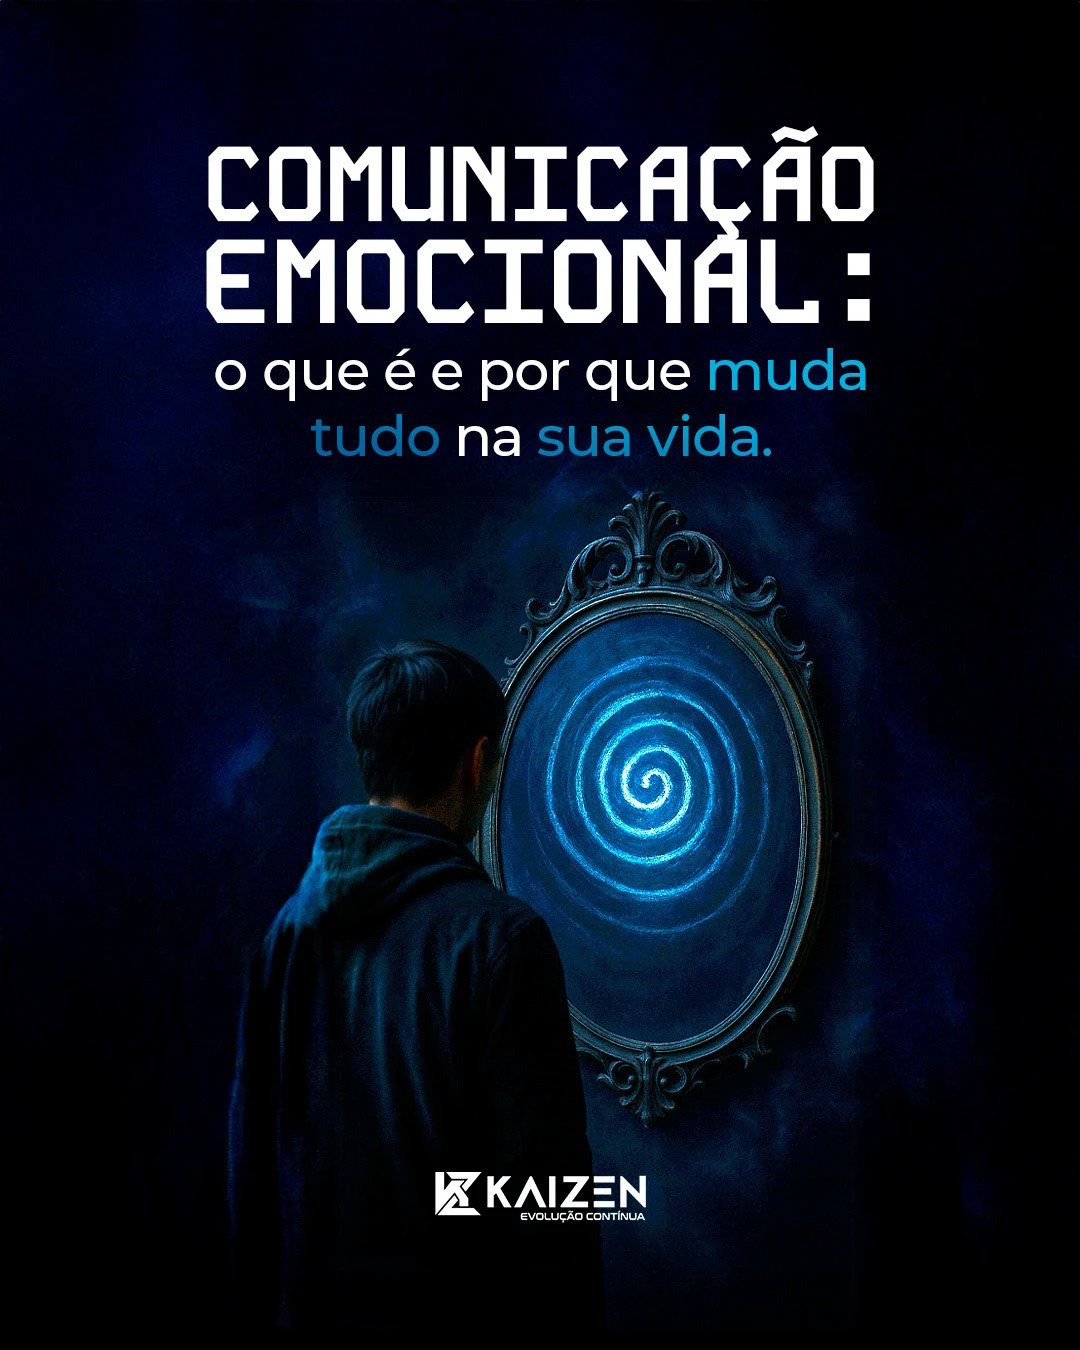 COMUNICAÇÃO
EMOCIONAL:
o que é e por que muda
tudo na sua vida.
KAIZEN
EVOLUÇÃO CONTÍNUA